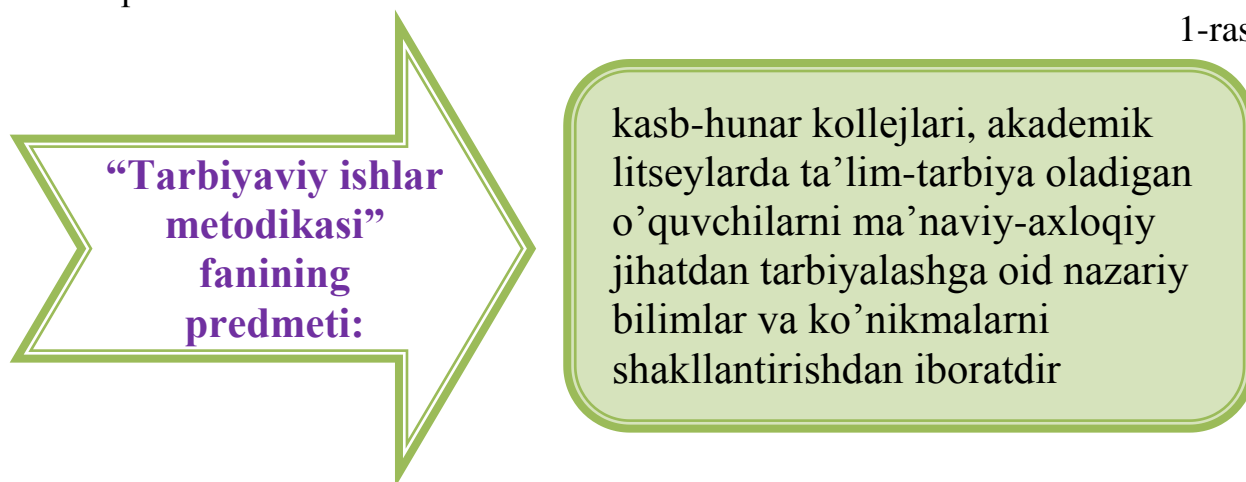 1-ras
“Tarbiyaviy ishlar
metodikasi”
fanining
predmeti:
kasb-hunar kollejlari, akademik
litseylarda ta’lim-tarbiya oladigan
o’quvchilarni ma’naviy-axloqiy
jihatdan tarbiyalashga oid nazariy
bilimlar va ko’nikmalarni
shakllantirishdan iboratdir